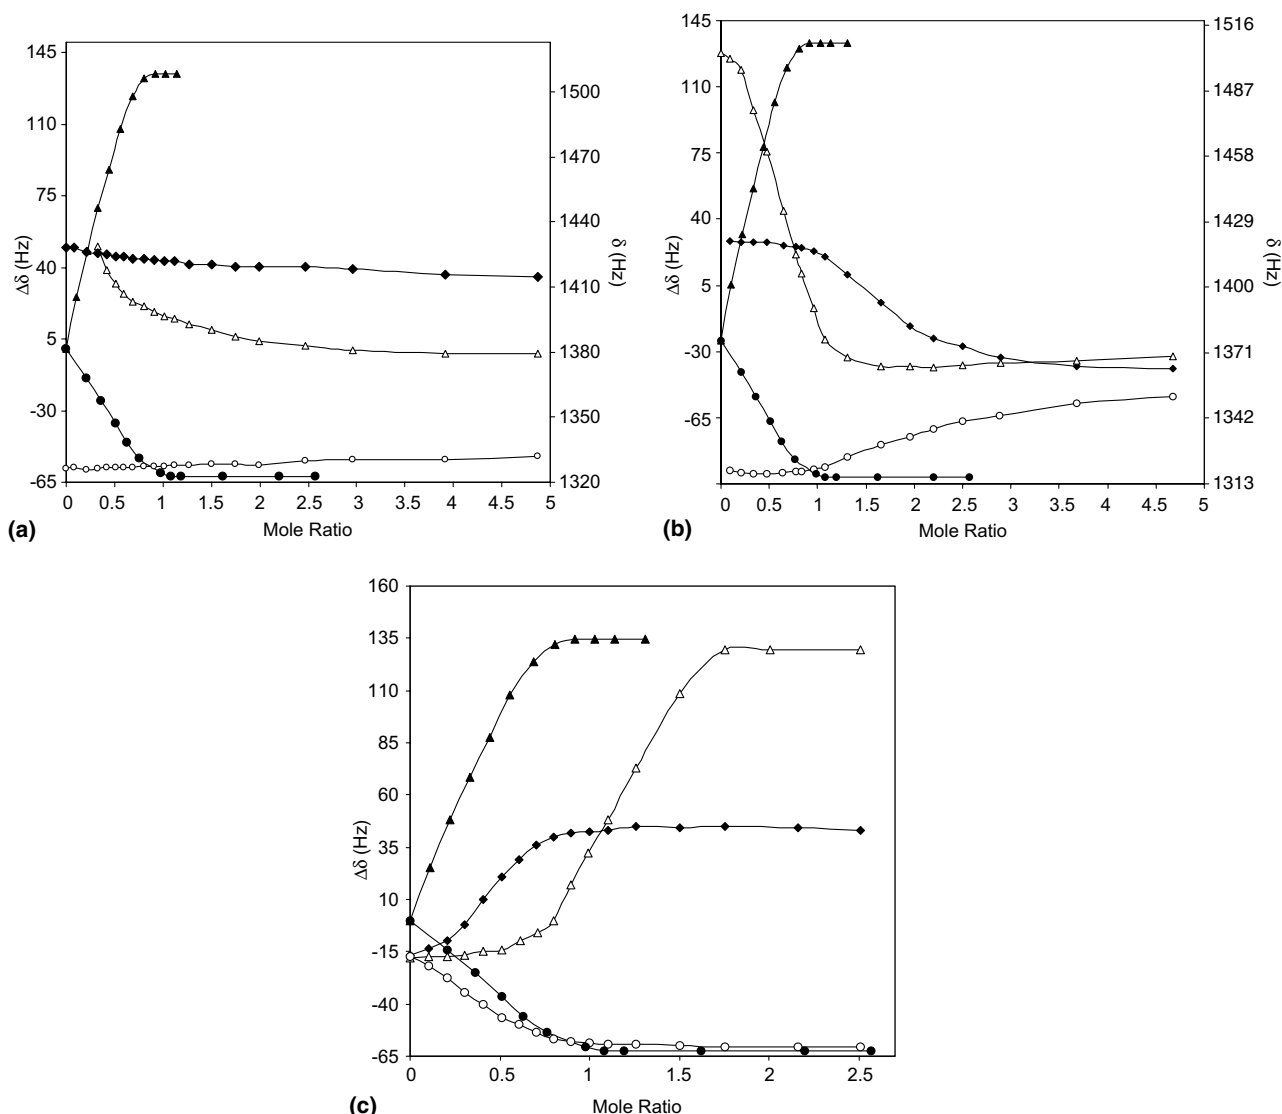 145
110
75
40
5
-30
-65
Δδ (Hz)
1500
1470
1440
1410
1380
1350
1320
δ (Hz)
0 0.5 1 1.5 2 2.5 3 3.5 4 4.5 5
Mole Ratio
(a)
145
110
75
40
5
-30
-65
Δδ (Hz)
1516
1487
1458
1429
1400
1371
1342
1313
δ (Hz)
0 0.5 1 1.5 2 2.5 3 3.5 4 4.5 5
Mole Ratio
(b)
160
135
110
85
60
35
10
-15
-40
-65
Δδ (Hz)
0 0.5 1 1.5 2 2.5
Mole Ratio
(c)